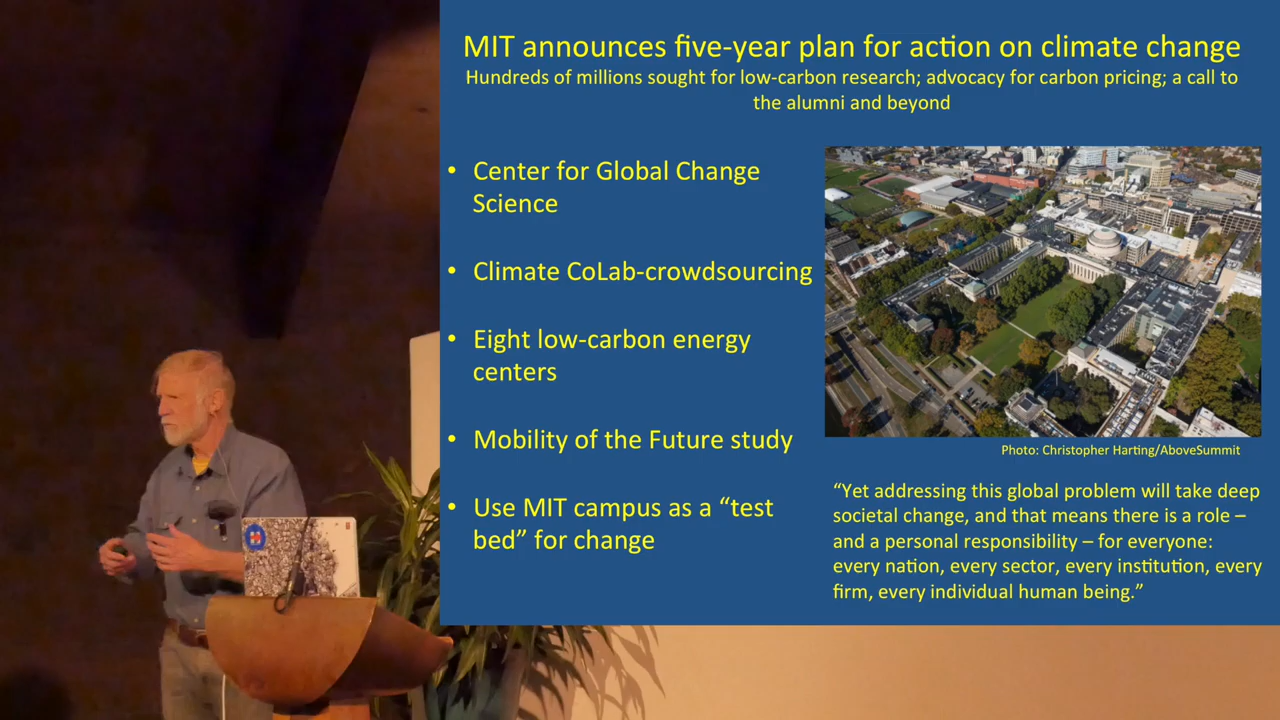 MIT announces five-year plan for action on climate change
Hundreds of millions sought for low-carbon research; advocacy for carbon pricing; a call to
the alumni and beyond
• Center for Global Change
Science
• Climate CoLab-crowdsourcing
• Eight low-carbon energy
centers
• Mobility of the Future study
• Use MIT campus as a “test
bed” for change
Photo: Christopher Harting/AboveSummit
“Yet addressing this global problem will take deep
societal change, and that means there is a role –
and a personal responsibility – for everyone:
every nation, every sector, every institution, every
firm, every individual human being.”